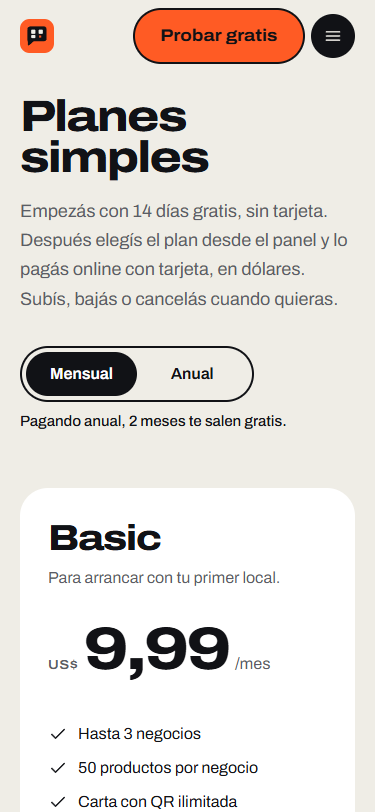 Probar gratis
Planes
simples
Empezás con 14 días gratis, sin tarjeta.
Después elegís el plan desde el panel y lo
pagás online con tarjeta, en dólares.
Subís, bajás o cancelás cuando quieras.
Mensual
Anual
Pagando anual, 2 meses te salen gratis.
Basic
Para arrancar con tu primer local.
US$ 9,99 /mes
Hasta 3 negocios
50 productos por negocio
Carta con QR ilimitada